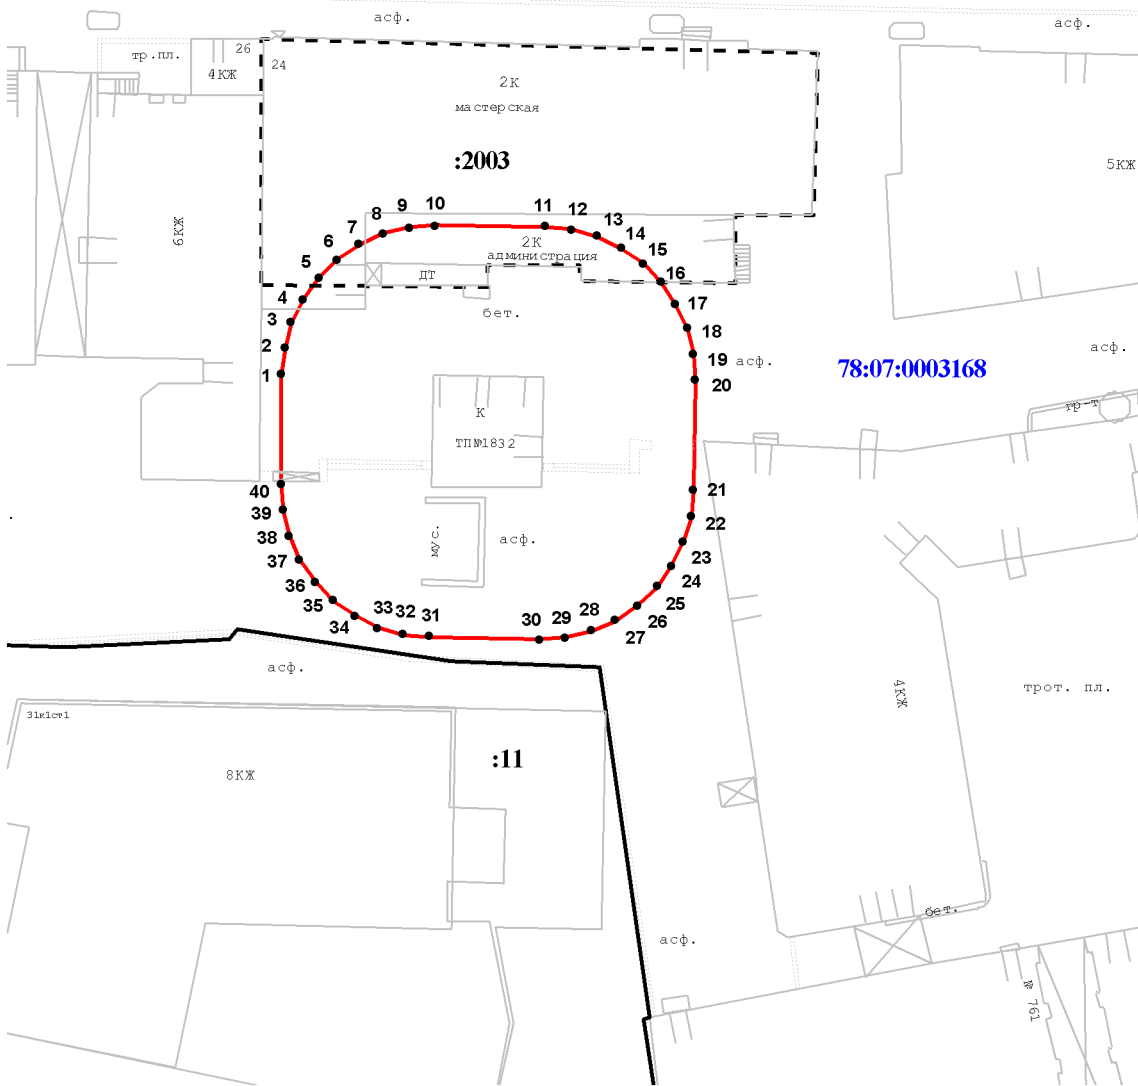 асф.
асф.
26
тр.пл.
24
4КЖ
2К
мастерская
:2003
5КЖ
6КЖ
8
9
10
11
12
13
7
14
6
2К
15
администрация
5
ДТ
16
4
17
бет.
3
18
2
асф.
19
асф.
1
78:07:0003168
20
тр-т
К
ТП№1832
40
21
39
22
мус.
асф.
38
23
37
24
36
25
35
26
34
33
32
31
30
29
28
27
асф.
4КЖ
трот. пл.
31к1ст1
:11
8КЖ
бет.
асф.
№ 761